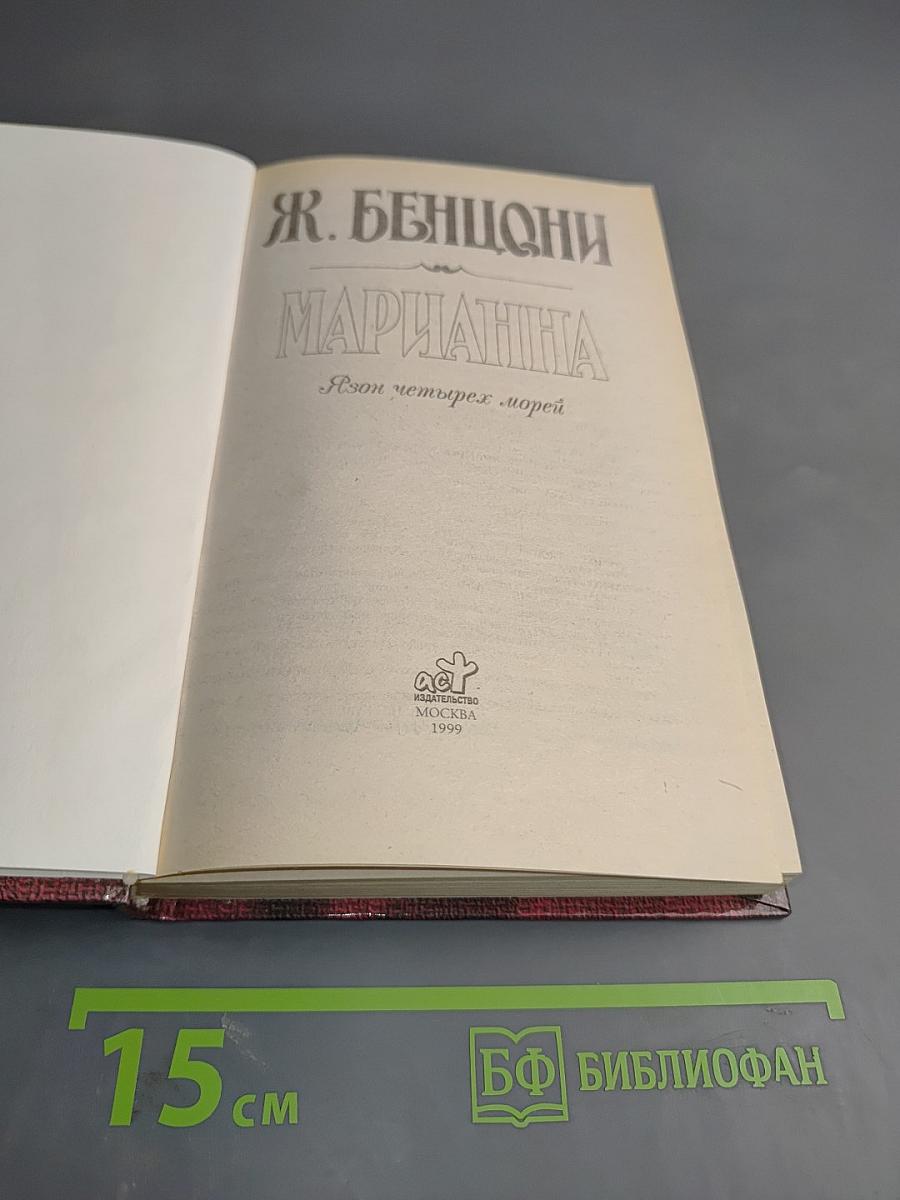 Ж. БЕНЦОНИ
МАРИАННА
Язон четырех морей
аст
ИЗДАТЕЛЬСТВО
МОСКВА
1999
15 см
БФ БИБЛИОФАН